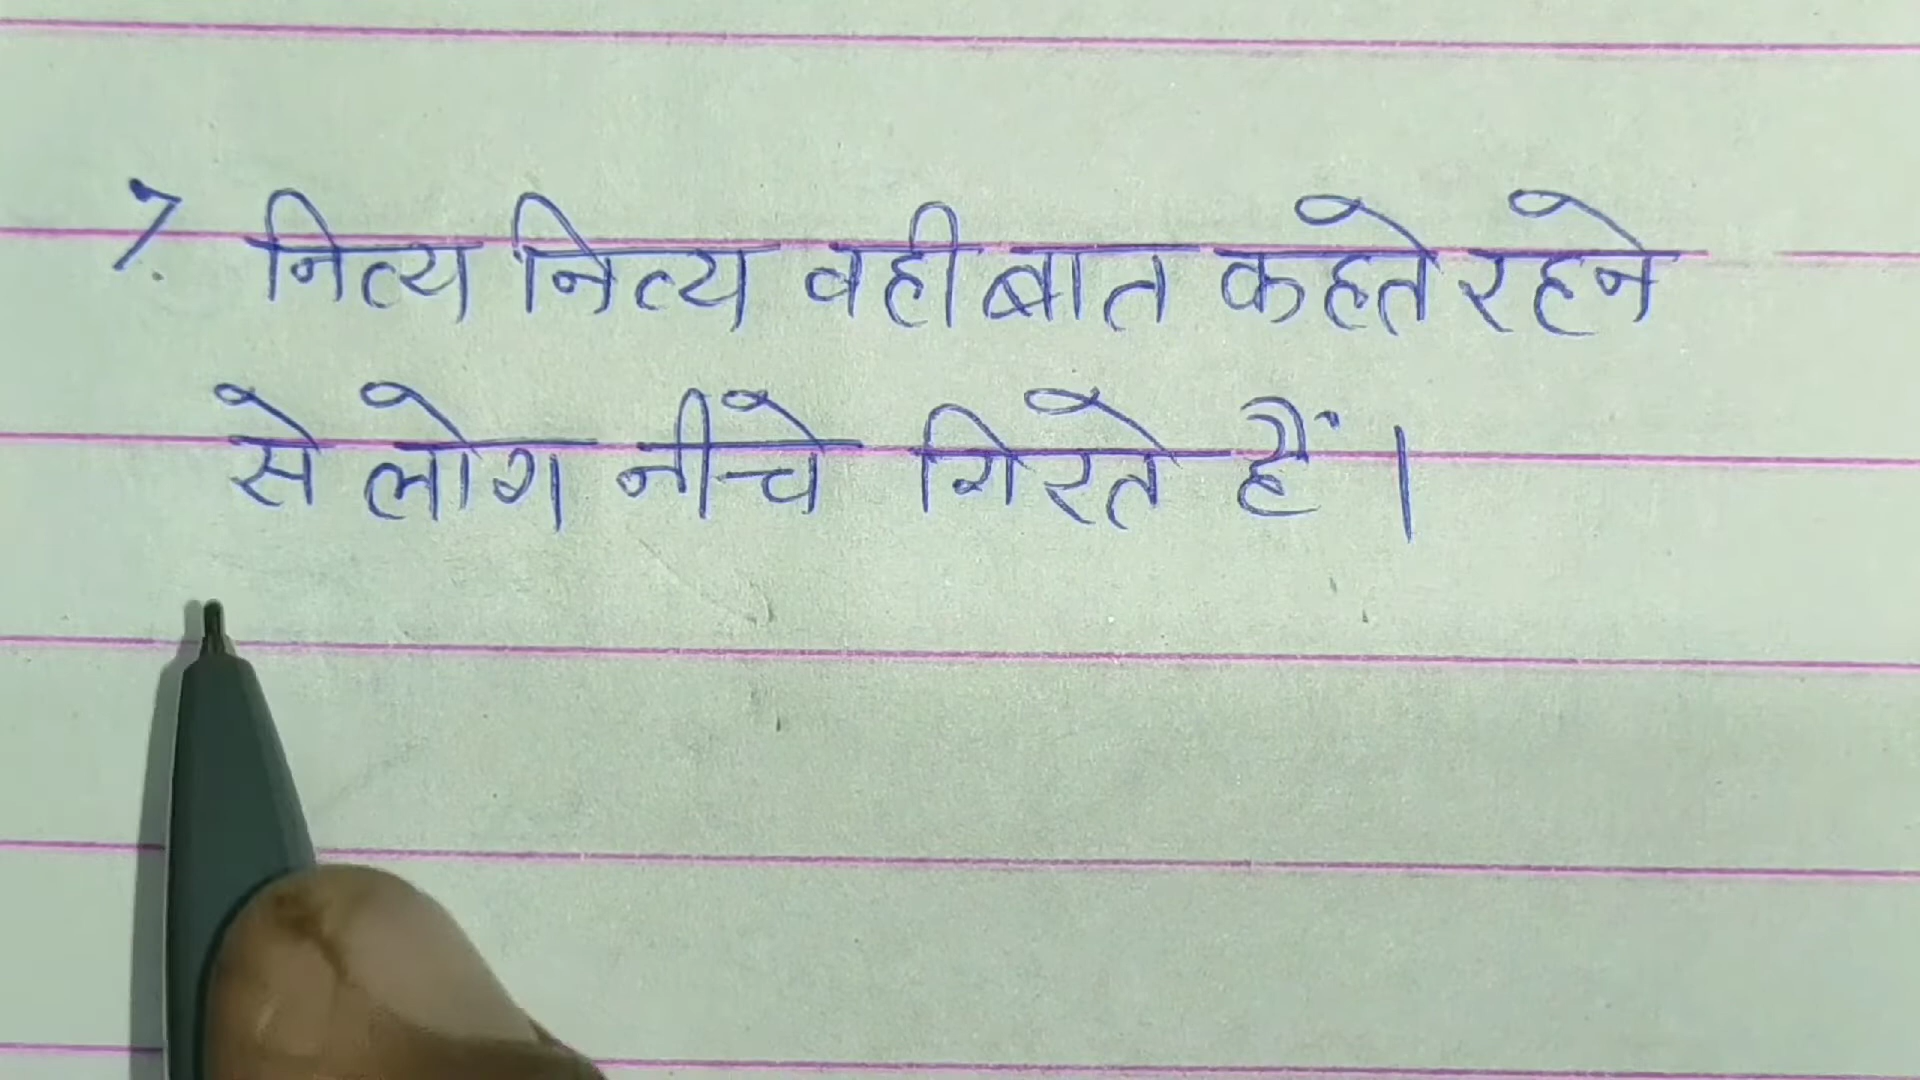 7. नित्य नित्य वही बात कहते रहने
से लोग नीचे गिरते हैं।